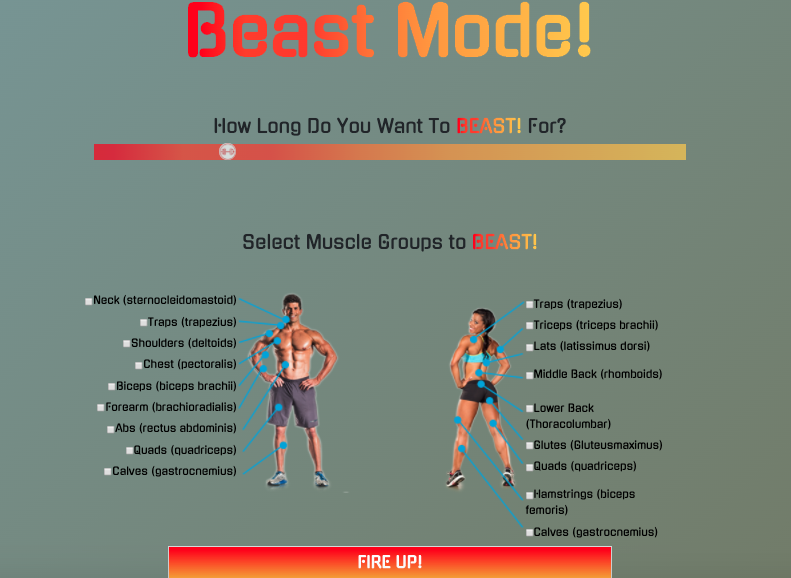 Beast Mode!
How Long Do You Want To BEAST! For?
Select Muscle Groups to BEAST!
Neck (sternocleidomastoid)
Traps (trapezius)
Shoulders (deltoids)
Chest (pectoralis)
Biceps (biceps brachii)
Forearm (brachioradialis)
Abs (rectus abdominis)
Quads (quadriceps)
Calves (gastrocnemius)
Traps (trapezius)
Triceps (triceps brachii)
Lats (latissimus dorsi)
Middle Back (rhomboids)
Lower Back
(Thoracolumbar)
Glutes (Gluteusmaximus)
Quads (quadriceps)
Hamstrings (biceps
femoris)
Calves (gastrocnemius)
FIRE UP!